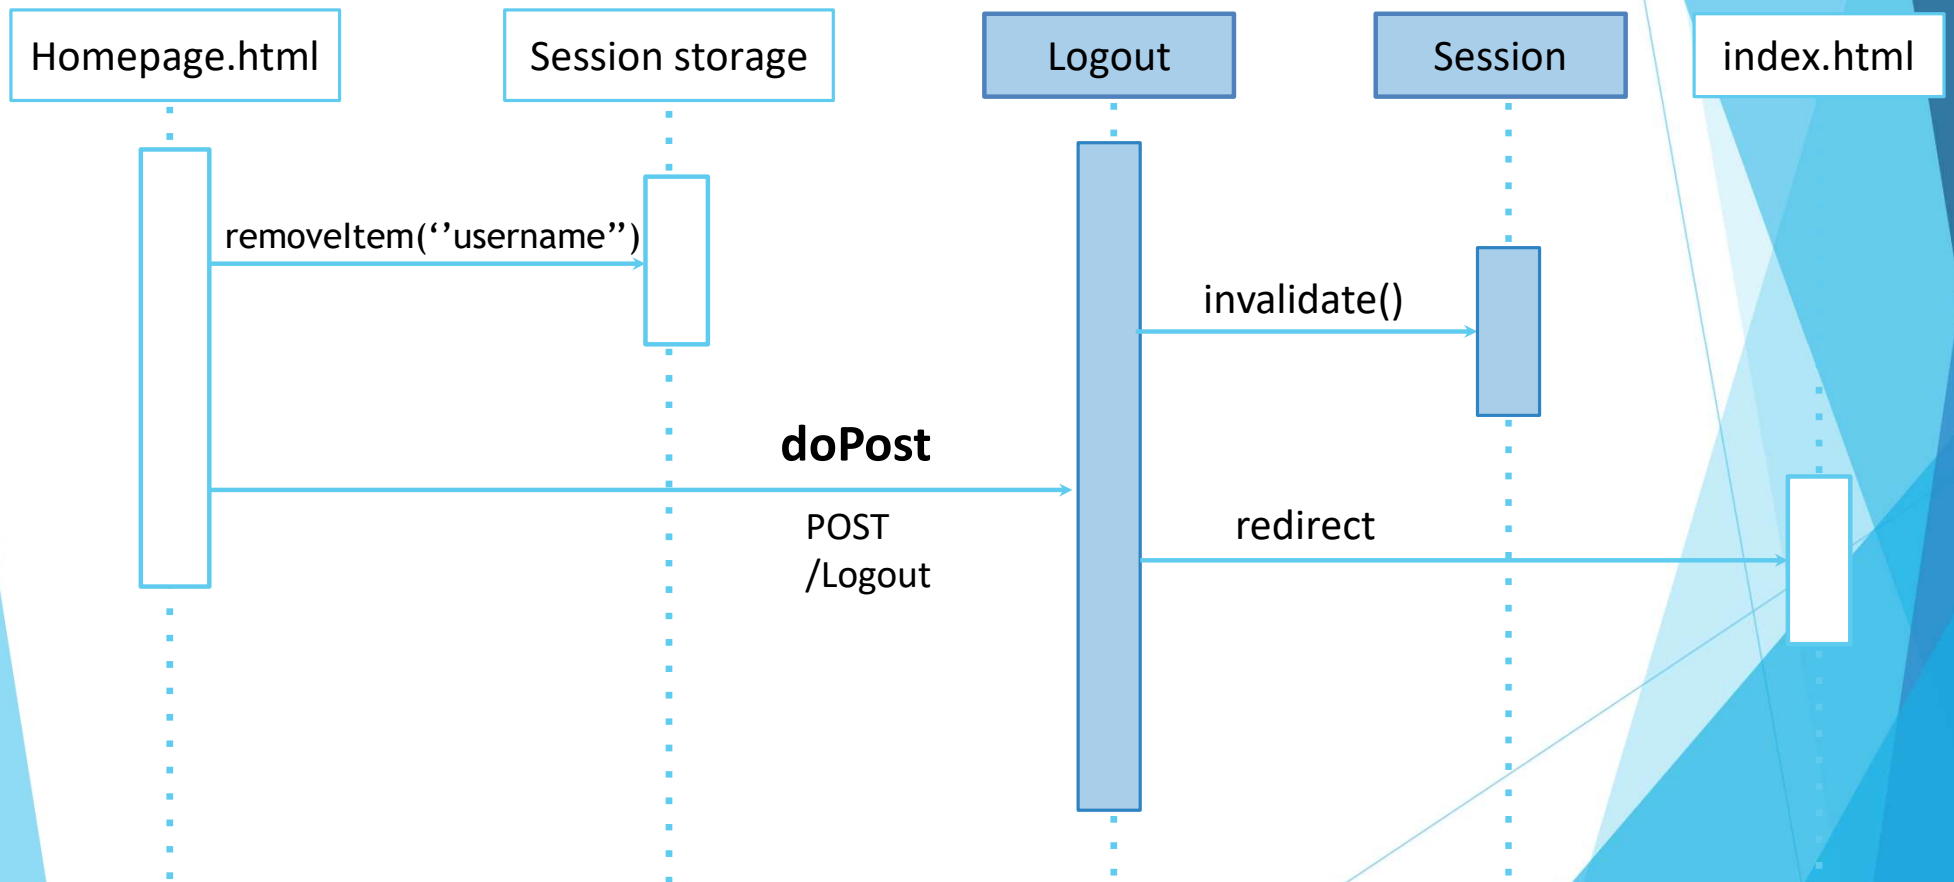 Homepage.html
Session storage
Logout
Session
index.html
removeItem(‘’username’’)
invalidate()
doPost
POST
/Logout
redirect